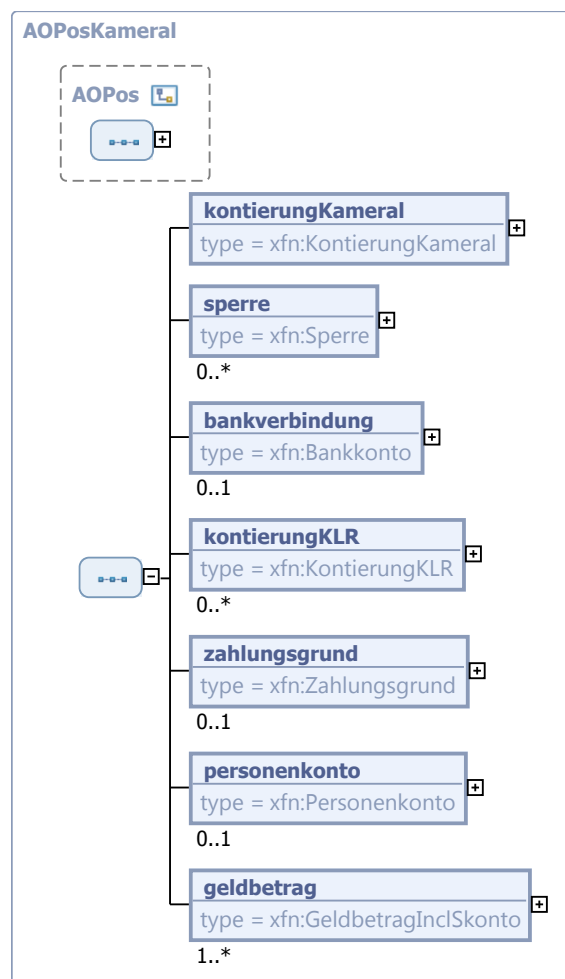 AOPosKameral
AOPos
kontierungKameral
type = xfn:KontierungKameral
sperre
type = xfn:Sperre
0..*
bankverbindung
type = xfn:Bankkonto
0..1
kontierungKLR
type = xfn:KontierungKLR
0..*
zahlungsgrund
type = xfn:Zahlungsgrund
0..1
personenkonto
type = xfn:Personenkonto
0..1
geldbetrag
type = xfn:GeldbetragInclSkonto
1..*